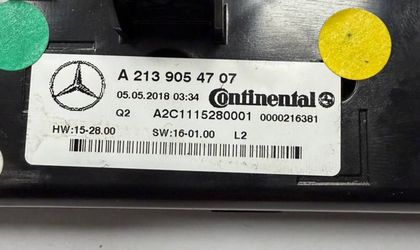 A 213 905 47 07
05.05.2018 03:34 Continental
Q2 A2C1115280001 0000216381
HW:15-28.00 SW:16-01.00 L2